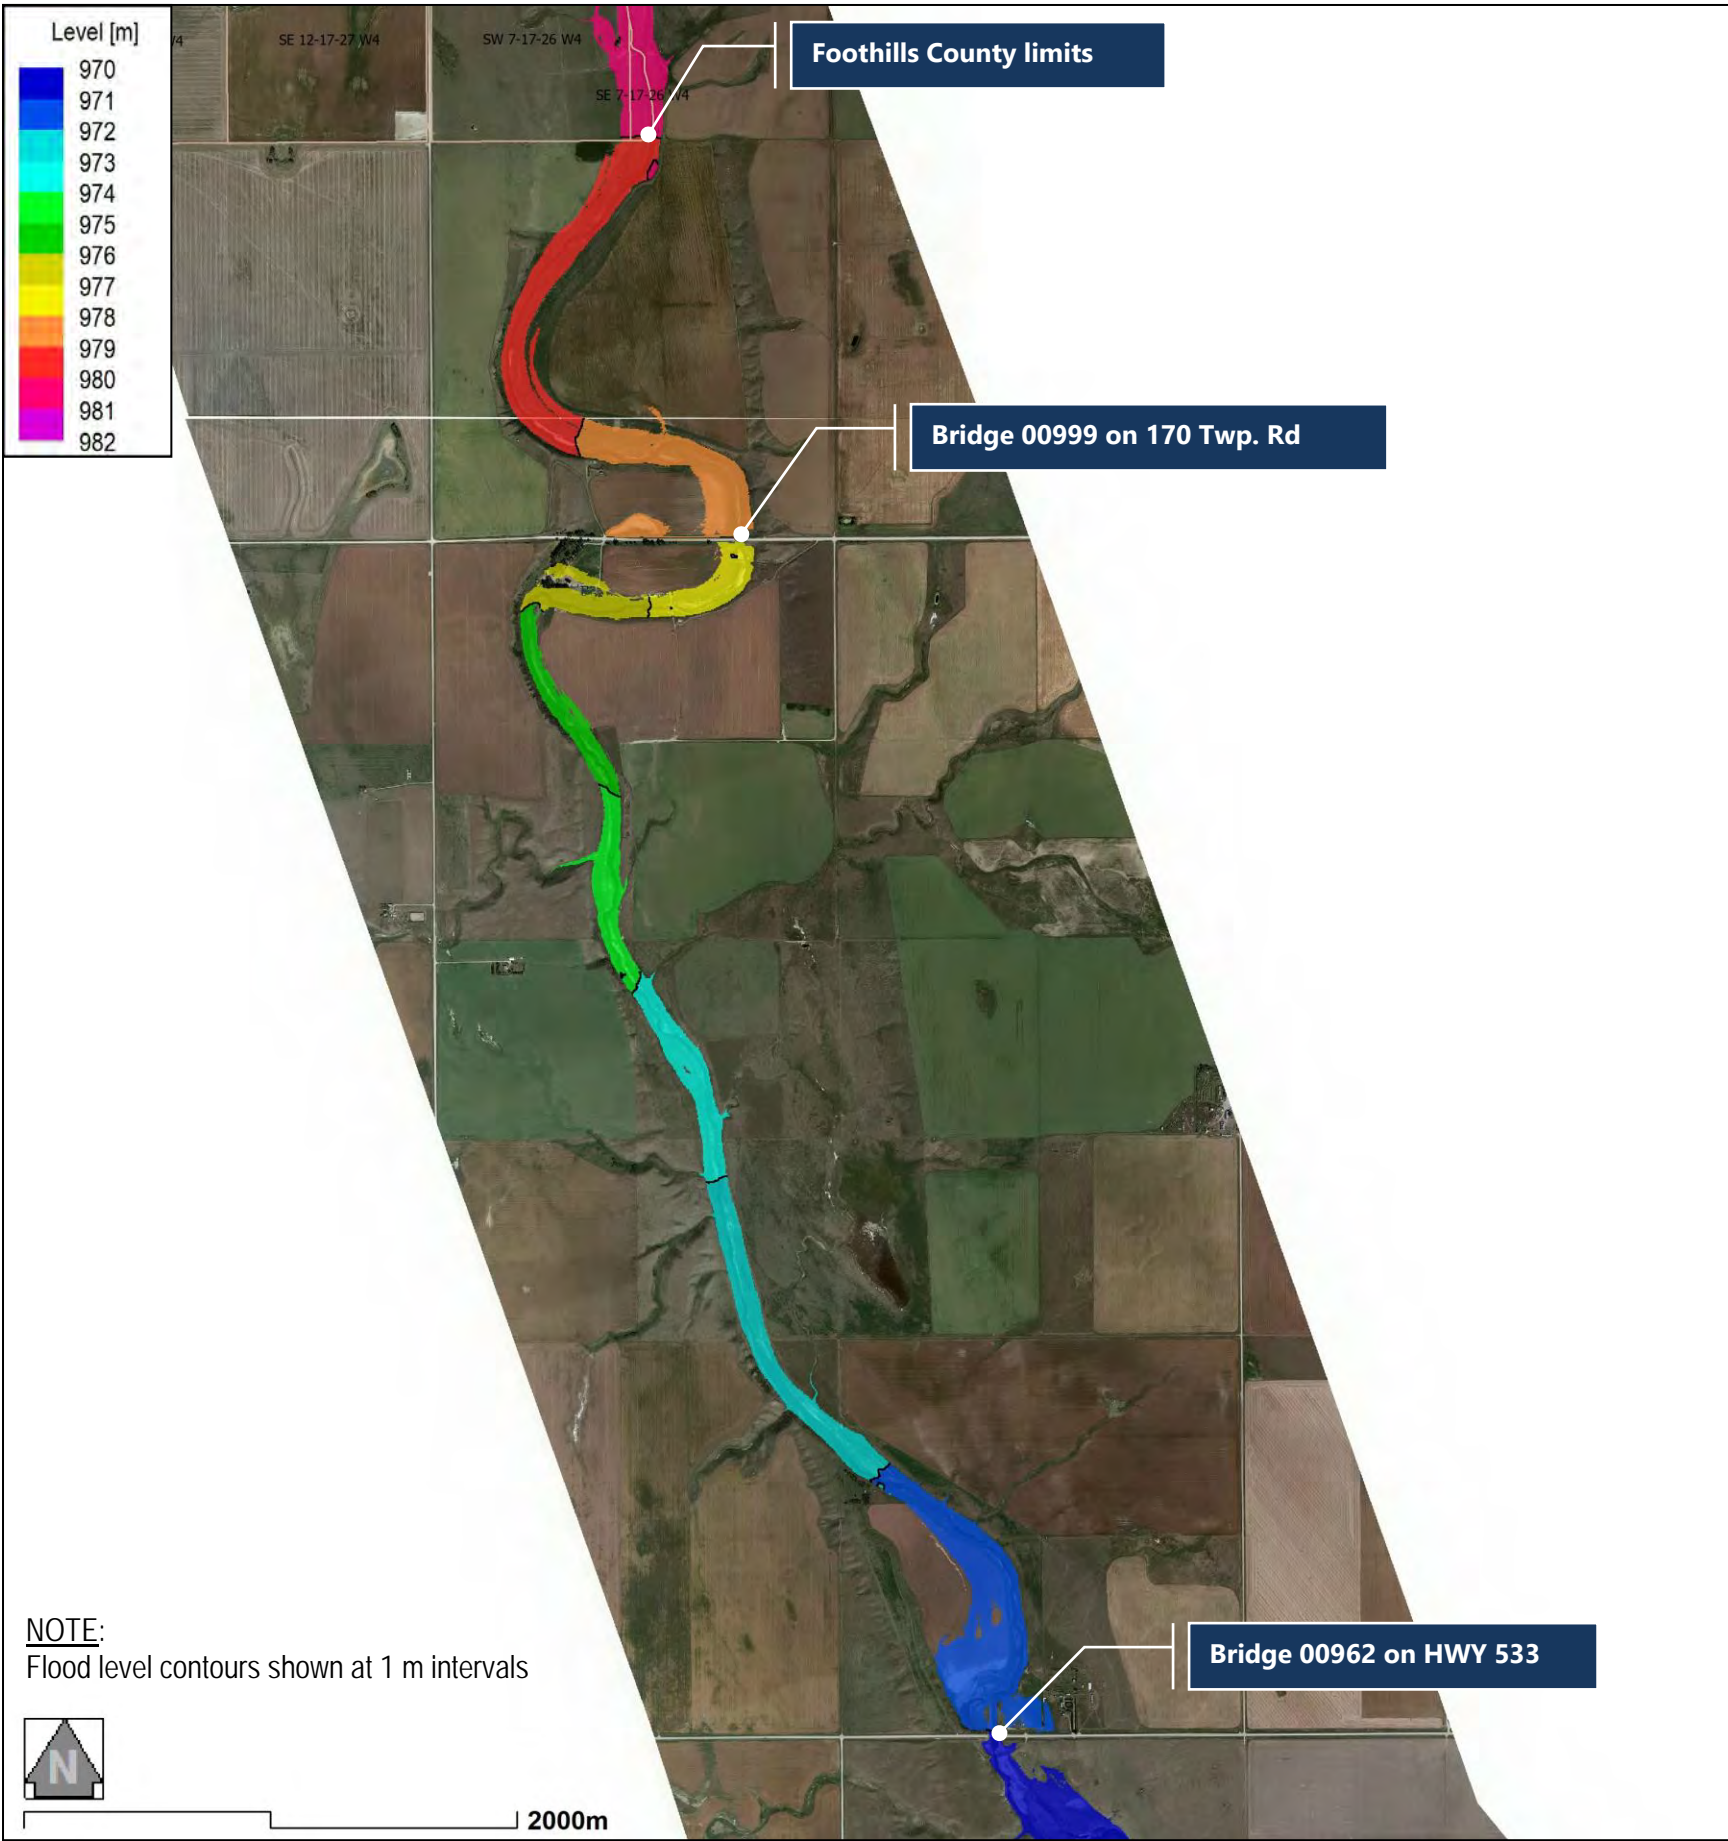 Level [m]
970
971
972
973
974
975
976
977
978
979
980
981
982
/4
SE 12-17-27 W4
SW 7-17-26 W4
SE 7-17-26 W4
Foothills County limits
Bridge 00999 on 170 Twp. Rd
Bridge 00962 on HWY 533
NOTE:
Flood level contours shown at 1 m intervals
N
2000m